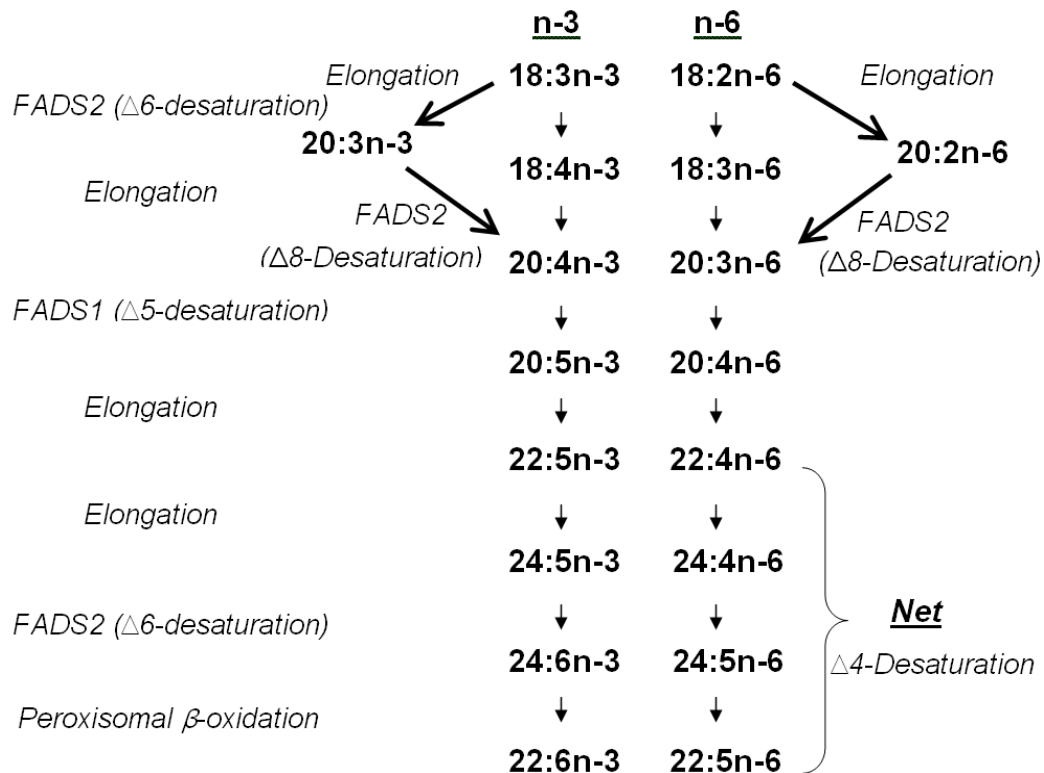 n-3 n-6
Elongation 18:3n-3 18:2n-6 Elongation
FADS2 (△6-desaturation)
20:3n-3 20:2n-6
18:4n-3 18:3n-6
Elongation
FADS2 FADS2
(Δ8-Desaturation) 20:4n-3 20:3n-6 (Δ8-Desaturation)
FADS1 (△5-desaturation)
20:5n-3 20:4n-6
Elongation
22:5n-3 22:4n-6
Elongation
24:5n-3 24:4n-6
Net
FADS2 (△6-desaturation)
24:6n-3 24:5n-6 △4-Desaturation
Peroxisomal β-oxidation
22:6n-3 22:5n-6